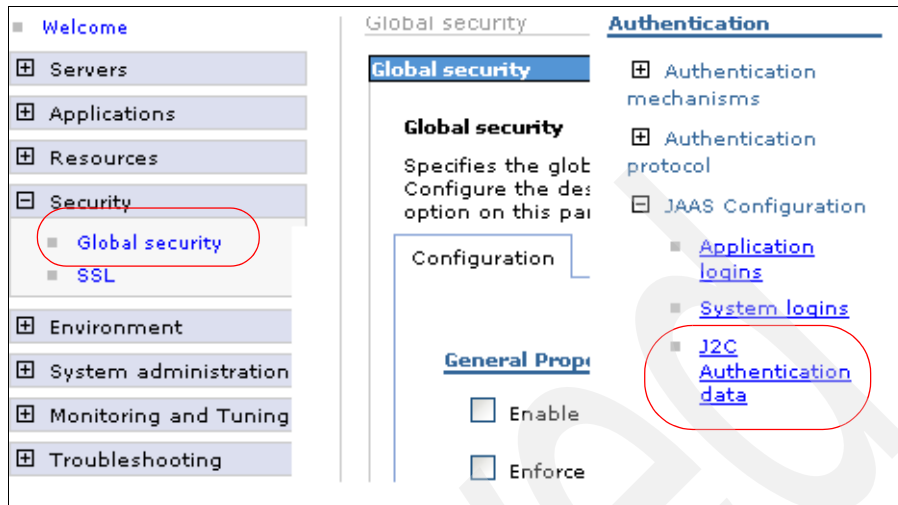 Welcome
Servers
Applications
Resources
Security
Global security
SSL
Environment
System administration
Monitoring and Tuning
Troubleshooting
Global security
Global security
Global security
Specifies the glob
Configure the des
option on this pa
Configuration
General Prope
Enable
Enforce
Authentication
Authentication
mechanisms
Authentication
protocol
JAAS Configuration
Application
logins
System logins
J2C
Authentication
data